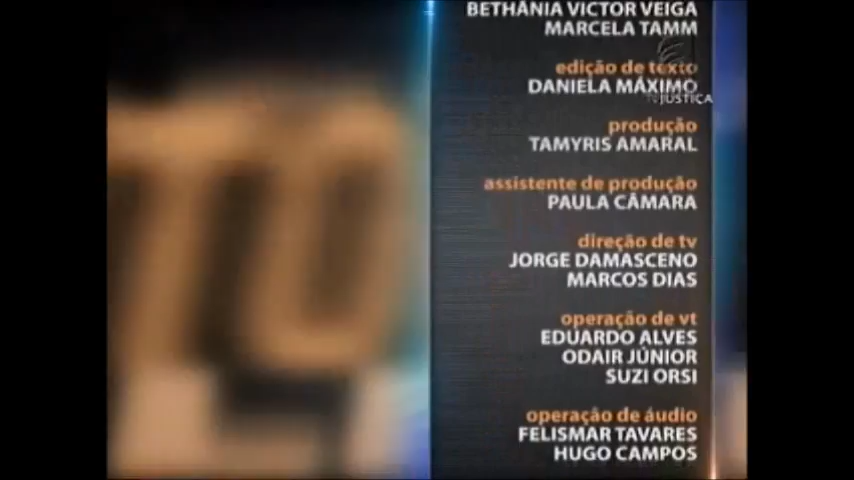 BETHÂNIA VICTOR VEIGA
MARCELA TAMM
edição de texto
DANIELA MÁXIMO
TV JUSTIÇA
produção
TAMYRIS AMARAL
assistente de produção
PAULA CÂMARA
direção de tv
JORGE DAMASCENO
MARCOS DIAS
operação de vt
EDUARDO ALVES
ODAIR JÚNIOR
SUZI ORSI
operação de áudio
FELISMAR TAVARES
HUGO CAMPOS